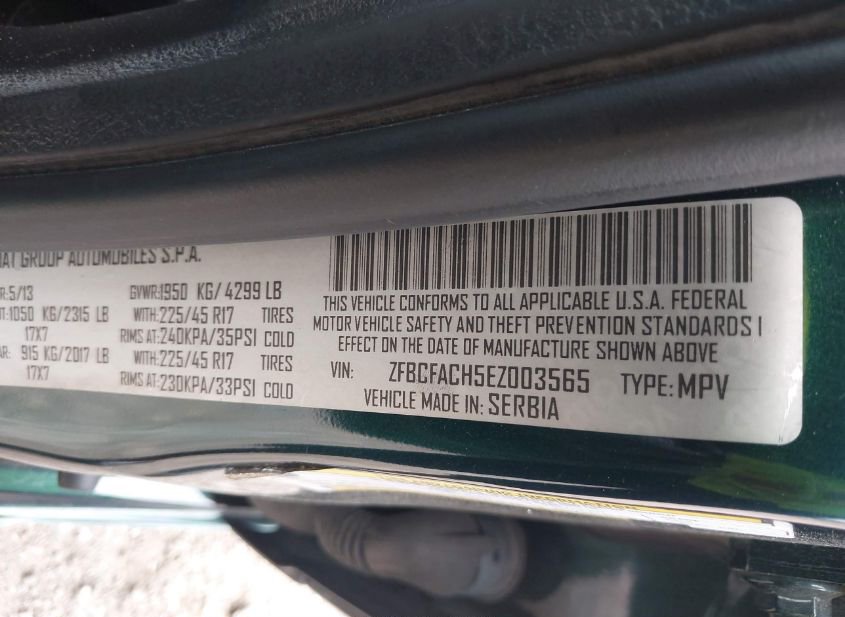 GROUP AUTOMOBILES S.P.A.
5/13 GVWR:1950 KG/4299 LB
1050 KG/2315 LB WITH:225/45 R17 TIRES
17X7 RIMS AT:240KPA/35PSI COLD
915 KG/2017 LB WITH:225/45 R17 TIRES
17X7 RIMS AT:230KPA/33PSI COLD
THIS VEHICLE CONFORMS TO ALL APPLICABLE U.S.A. FEDERAL
MOTOR VEHICLE SAFETY AND THEFT PREVENTION STANDARDS I
EFFECT ON THE DATE OF MANUFACTURE SHOWN ABOVE
VIN: ZFBCFACH5EZ003565 TYPE: MPV
VEHICLE MADE IN: SERBIA